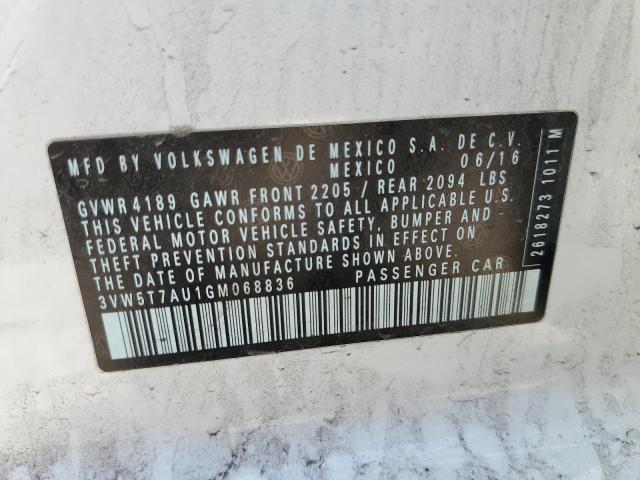 MFD BY VOLKSWAGEN DE MEXICO S.A. DE C.V.
MEXICO 06/16
GVWR 4189 GAWR FRONT 2205 / REAR 2094 LBS
THIS VEHICLE CONFORMS TO ALL APPLICABLE U.S.
FEDERAL MOTOR VEHICLE SAFETY, BUMPER AND
THEFT PREVENTION STANDARDS IN EFFECT ON
THE DATE OF MANUFACTURE SHOWN ABOVE.
3VW5T7AU1GM068836 PASSENGER CAR
2618273 1011 M